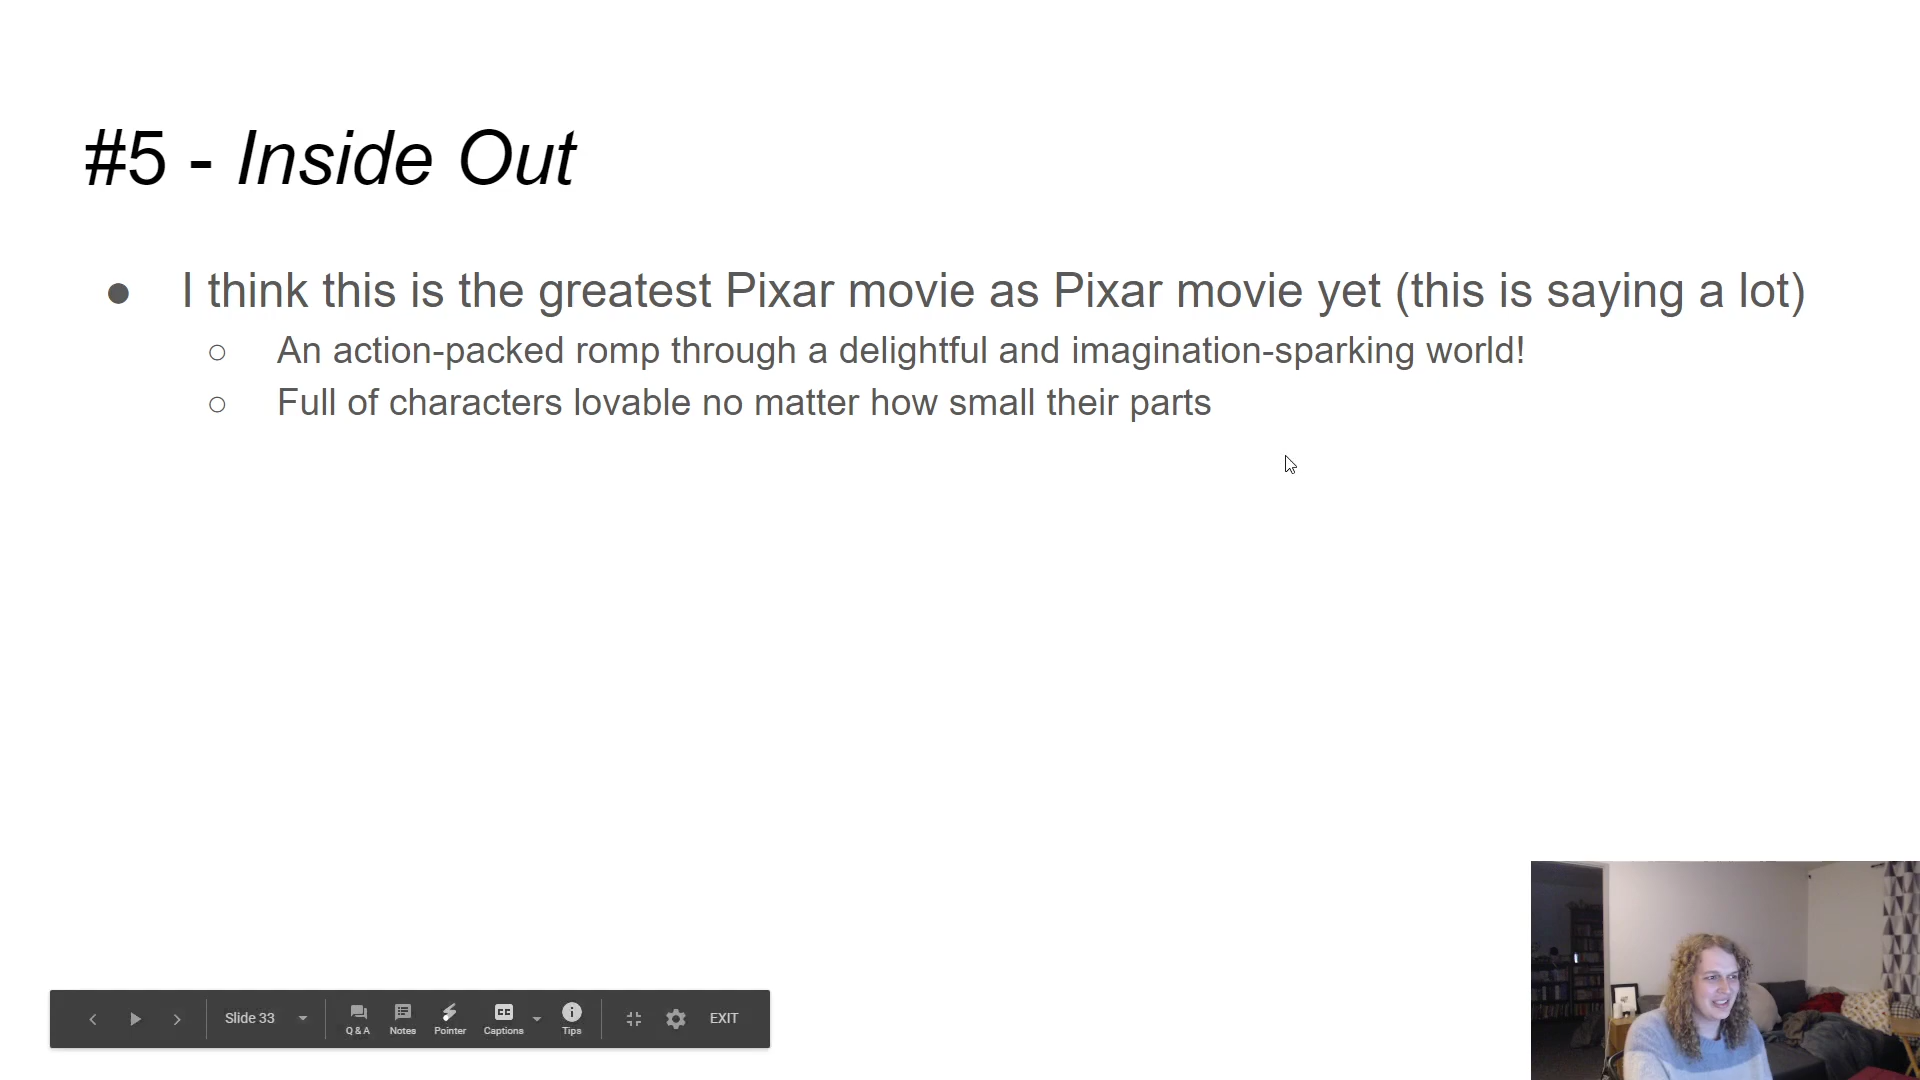 #5 - Inside Out
● I think this is the greatest Pixar movie as Pixar movie yet (this is saying a lot)
○ An action-packed romp through a delightful and imagination-sparking world!
○ Full of characters lovable no matter how small their parts
Slide 33
Q & A
Notes
Pointer
Captions
Tips
EXIT